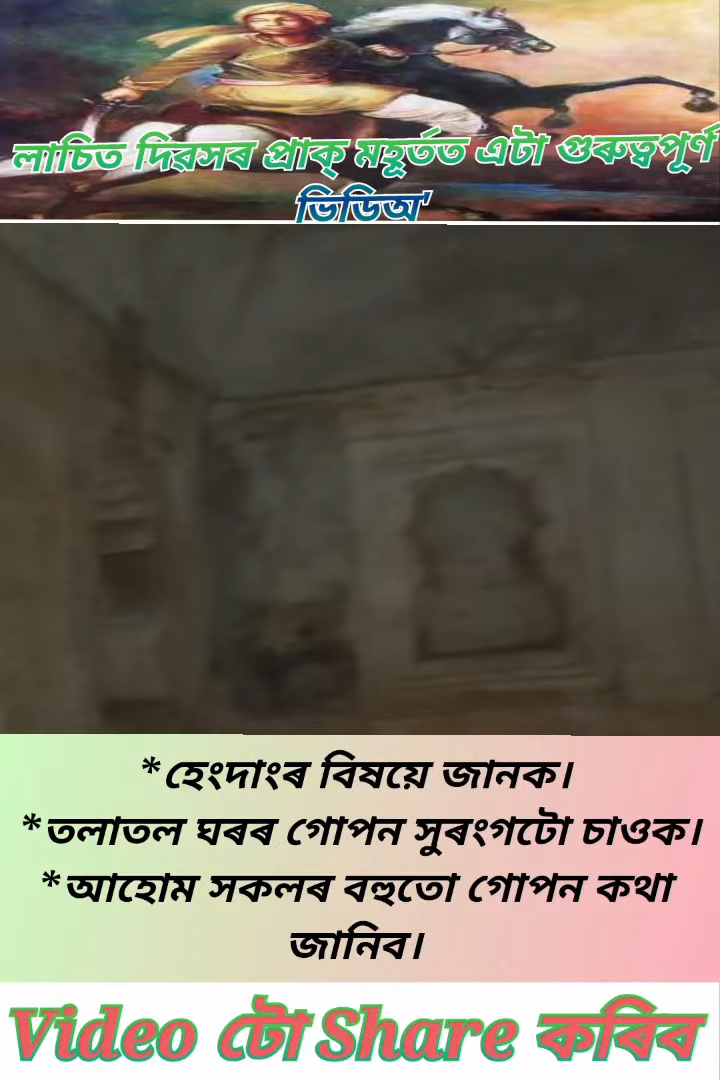 লাচিত দিৱসৰ প্ৰাক্ মহূৰ্তত এটা গুৰুত্বপূৰ্ণ
ভিডিঅ'
*হেংদাংৰ বিষয়ে জানক।
*তলাতল ঘৰৰ গোপন সুৰংগটো চাওক।
*আহোম সকলৰ বহুতো গোপন কথা
জানিব।
Video টো Share কৰিব